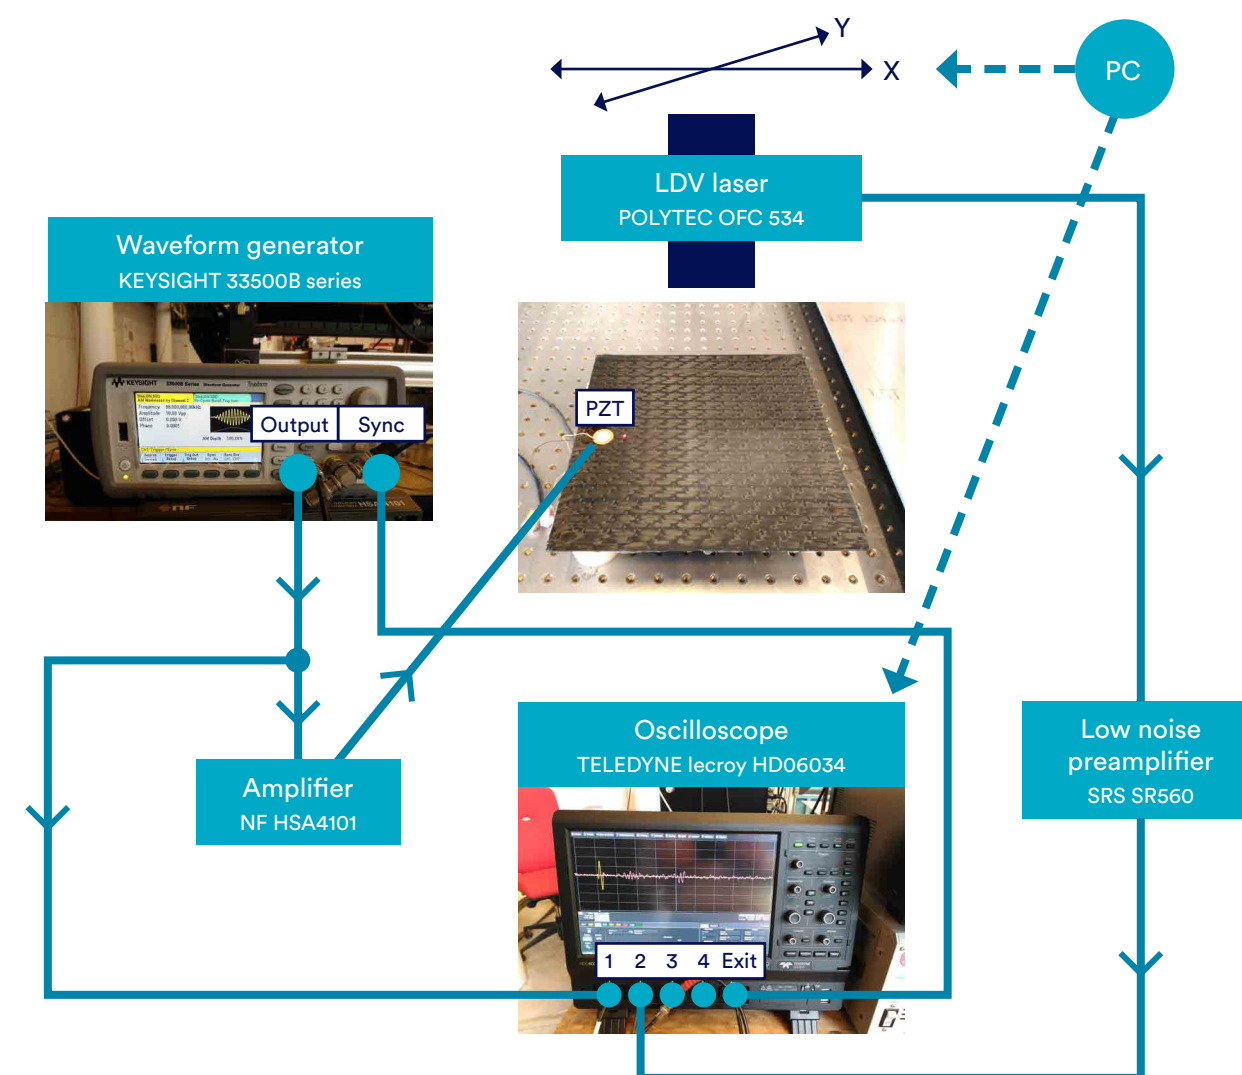 Y
X
PC
LDV laser
POLYTEC OFC 534
Waveform generator
KEYSIGHT 33500B series
KEYSIGHT
Output
Sync
PZT
Oscilloscope
TELEDYNE lecroy HD06034
Low noise
preamplifier
SRS SR560
Amplifier
NF HSA4101
1 2 3 4 Exit